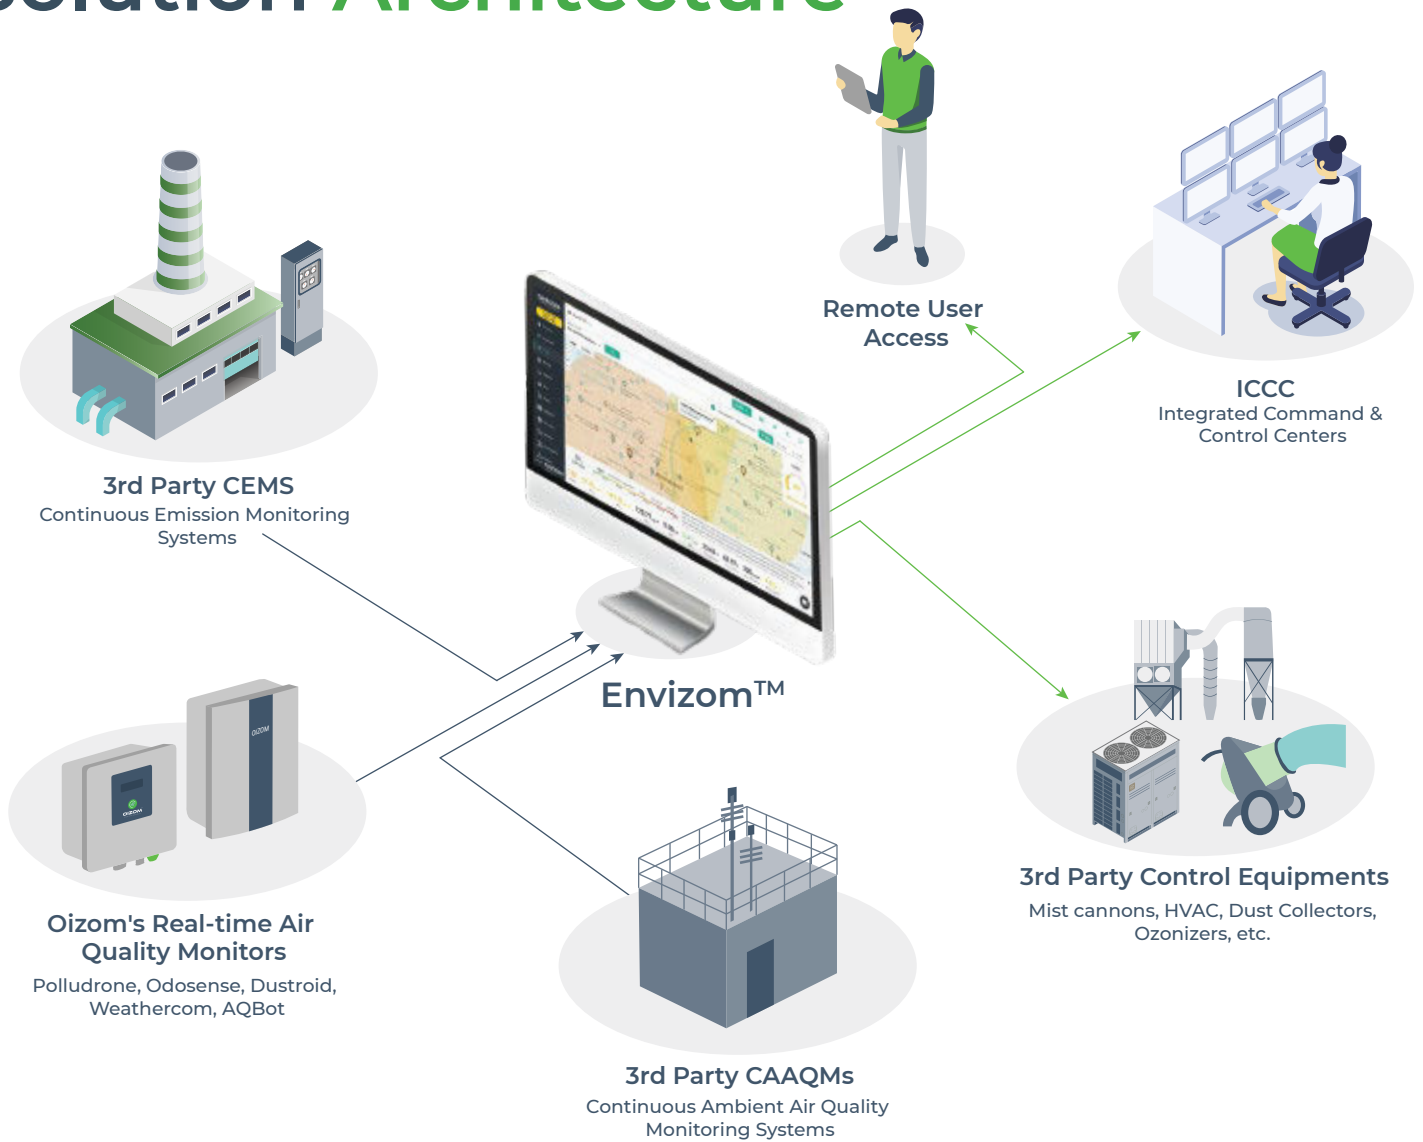 Solution Architecture
Remote User
Access
ICCC
Integrated Command &
Control Centers
3rd Party CEMS
Continuous Emission Monitoring
Systems
Envizom™
OIZOM
OIZOM
Oizom's Real-time Air
Quality Monitors
Polludrone, Odosense, Dustroid,
Weathercom, AQBot
3rd Party Control Equipments
Mist cannons, HVAC, Dust Collectors,
Ozonizers, etc.
3rd Party CAAQMs
Continuous Ambient Air Quality
Monitoring Systems